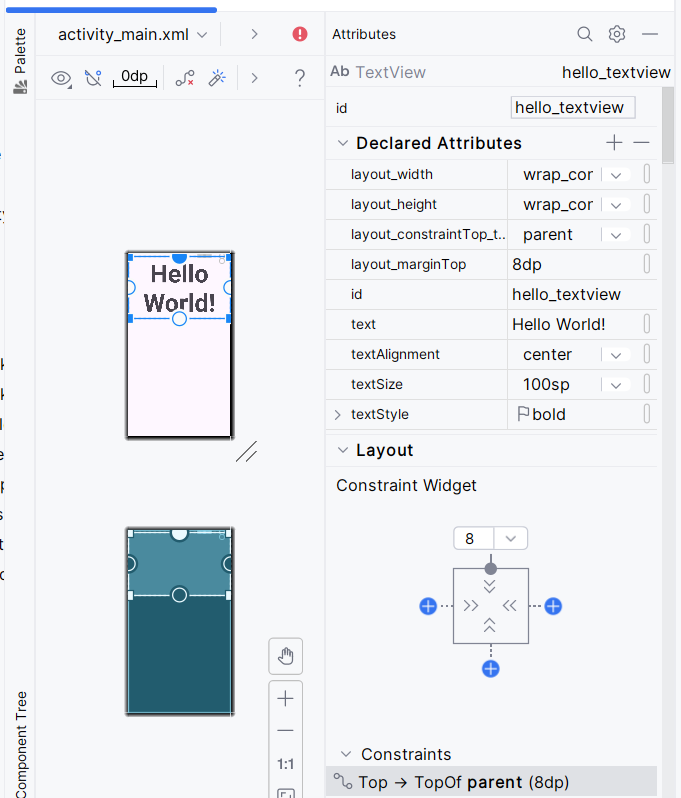 Palette
activity_main.xml
Attributes
0dp
?
Ab TextView hello_textview
id hello_textview
Declared Attributes
layout_width wrap_cor
layout_height wrap_cor
layout_constraintTop_t... parent
layout_marginTop 8dp
id hello_textview
text Hello World!
textAlignment center
textSize 100sp
textStyle bold
Hello
World!
Layout
Constraint Widget
8
1:1
Component Tree
Constraints
Top → TopOf parent (8dp)